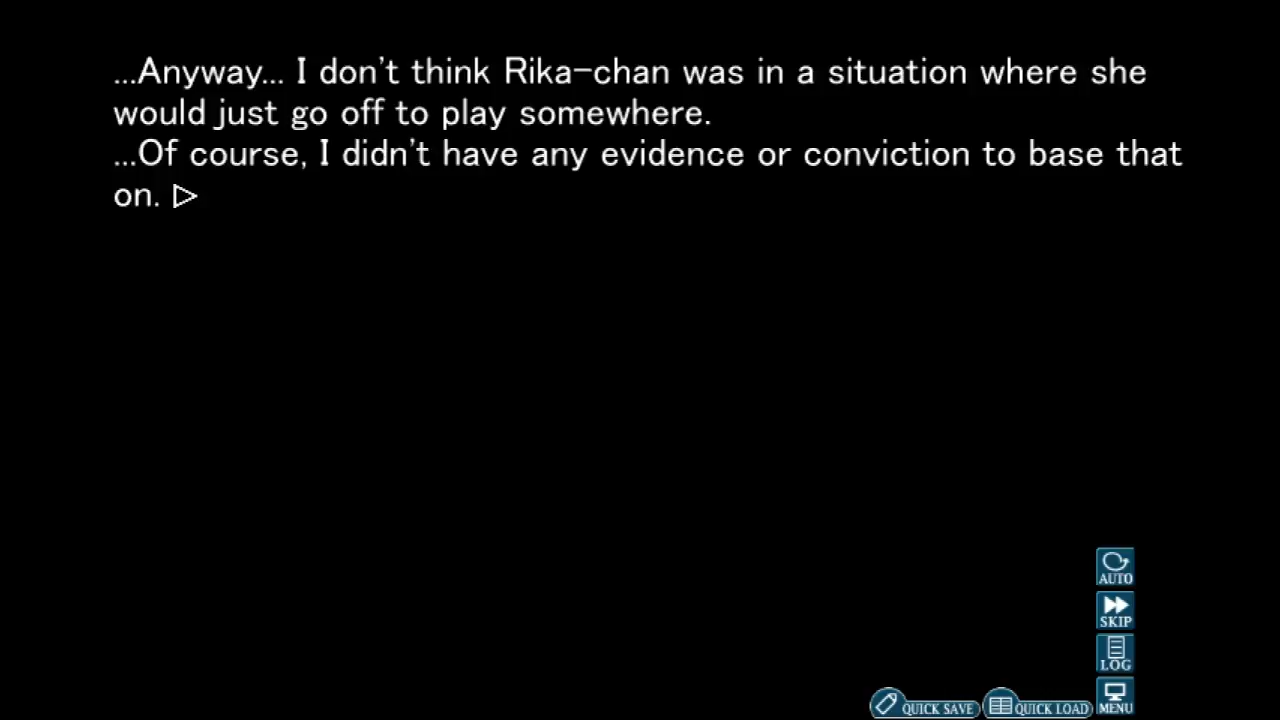 ...Anyway... I don't think Rika-chan was in a situation where she
would just go off to play somewhere.
...Of course, I didn't have any evidence or conviction to base that
on. ▷
AUTO
SKIP
LOG
QUICK SAVE QUICK LOAD MENU